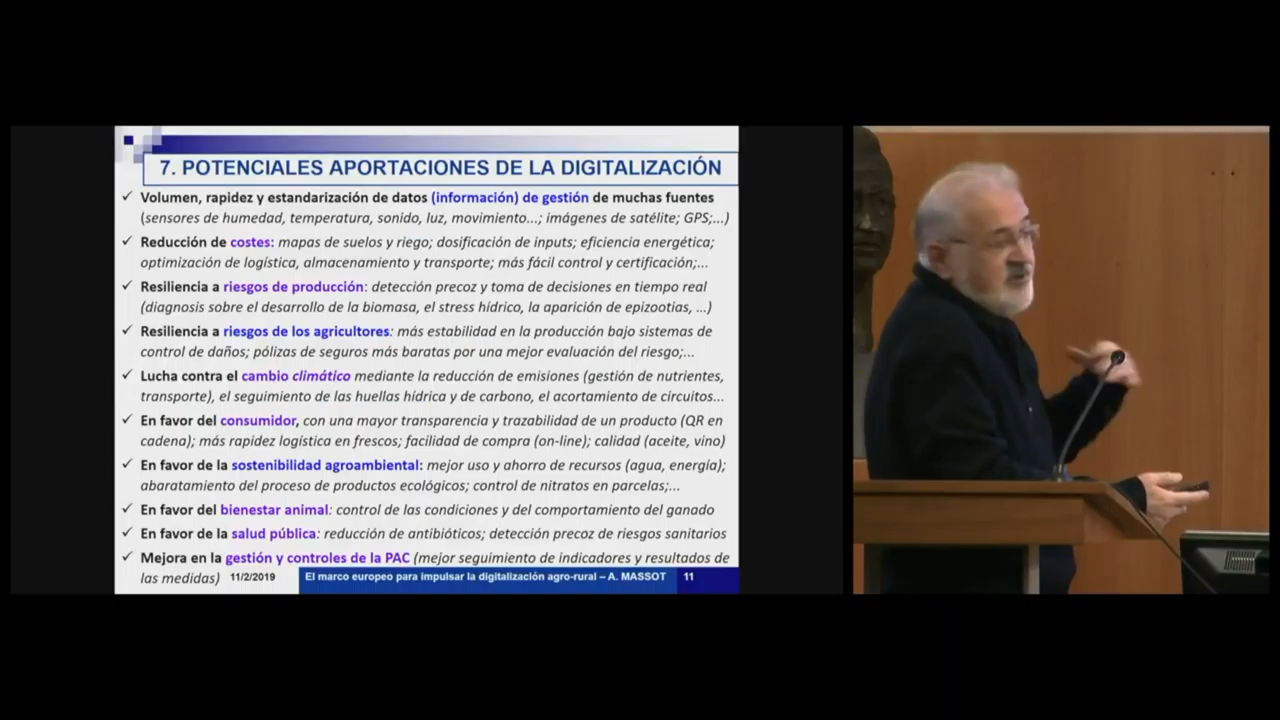 7. POTENCIALES APORTACIONES DE LA DIGITALIZACIÓN
✓ Volumen, rapidez y estandarización de datos (información) de gestión de muchas fuentes
(sensores de humedad, temperatura, sonido, luz, movimiento...; imágenes de satélite; GPS;...)
✓ Reducción de costes: mapas de suelos y riego; dosificación de inputs; eficiencia energética;
optimización de logística, almacenamiento y transporte; más fácil control y certificación;...
✓ Resiliencia a riesgos de producción: detección precoz y toma de decisiones en tiempo real
(diagnosis sobre el desarrollo de la biomasa, el stress hídrico, la aparición de epizootias, ...)
✓ Resiliencia a riesgos de los agricultores: más estabilidad en la producción bajo sistemas de
control de daños; pólizas de seguros más baratas por una mejor evaluación del riesgo;...
✓ Lucha contra el cambio climático mediante la reducción de emisiones (gestión de nutrientes,
transporte), el seguimiento de las huellas hídrica y de carbono, el acortamiento de circuitos...
✓ En favor del consumidor, con una mayor transparencia y trazabilidad de un producto (QR en
cadena); más rapidez logística en frescos; facilidad de compra (on-line); calidad (aceite, vino)
✓ En favor de la sostenibilidad agroambiental: mejor uso y ahorro de recursos (agua, energía);
abaratamiento del proceso de productos ecológicos; control de nitratos en parcelas;...
✓ En favor del bienestar animal: control de las condiciones y del comportamiento del ganado
✓ En favor de la salud pública: reducción de antibióticos; detección precoz de riesgos sanitarios
✓ Mejora en la gestión y controles de la PAC (mejor seguimiento de indicadores y resultados de
las medidas)
11/2/2019 El marco europeo para impulsar la digitalización agro-rural – A. MASSOT 11